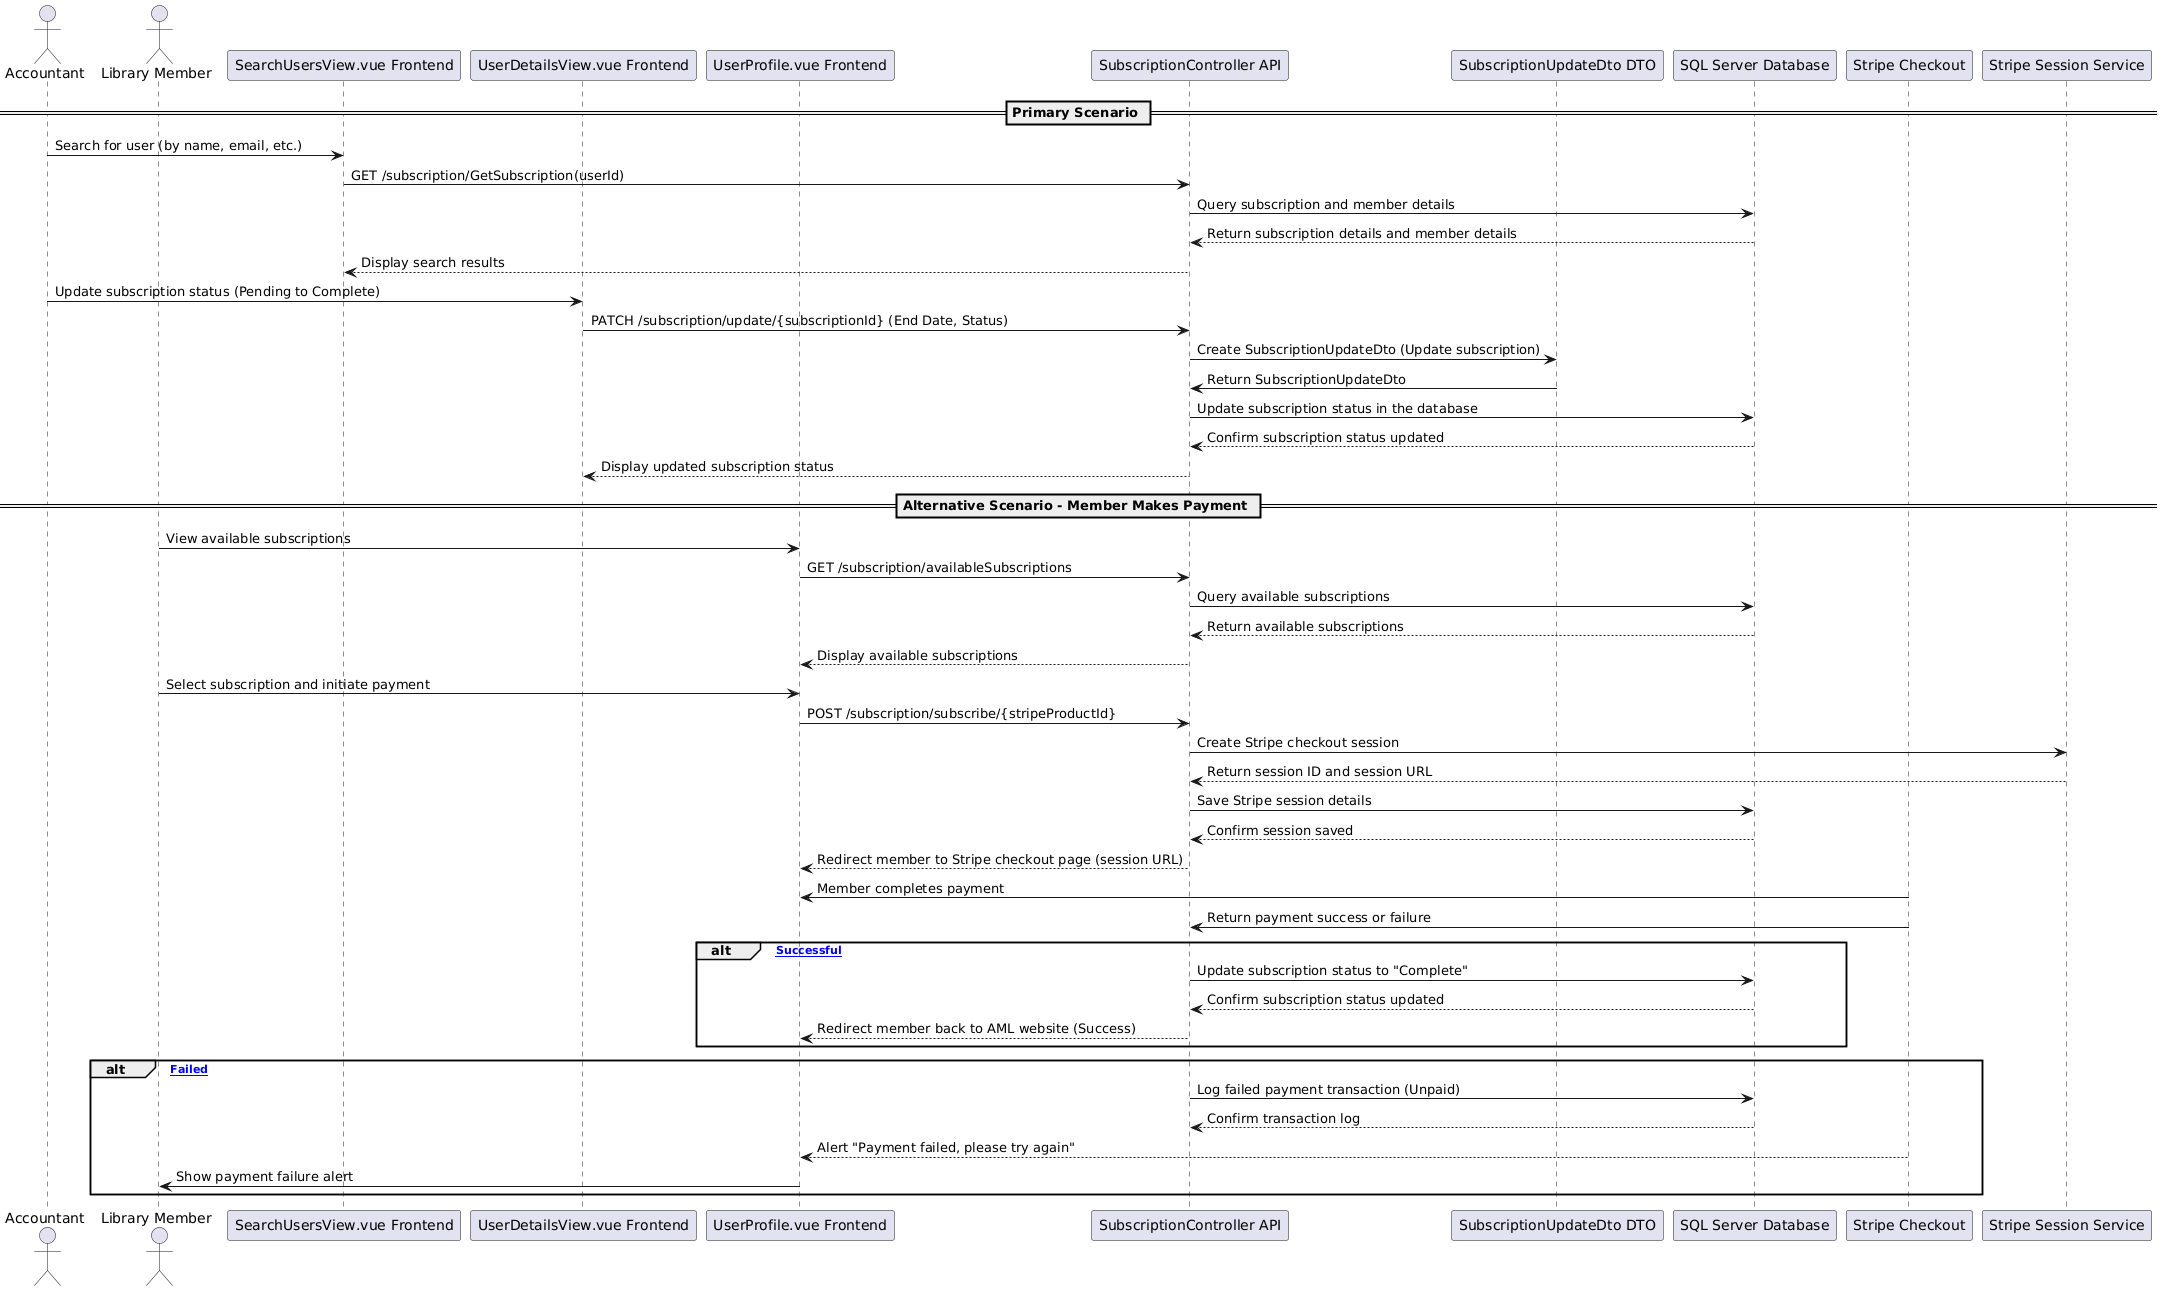 Accountant
Library Member
SearchUsersView.vue Frontend
UserDetailsView.vue Frontend
UserProfile.vue Frontend
SubscriptionController API
SubscriptionUpdateDto DTO
SQL Server Database
Stripe Checkout
Stripe Session Service
Primary Scenario
Search for user (by name, email, etc.)
GET /subscription/GetSubscription(userId)
Query subscription and member details
Return subscription details and member details
Display search results
Update subscription status (Pending to Complete)
PATCH /subscription/update/{subscriptionId} (End Date, Status)
Create SubscriptionUpdateDto (Update subscription)
Return SubscriptionUpdateDto
Update subscription status in the database
Confirm subscription status updated
Display updated subscription status
Alternative Scenario - Member Makes Payment
View available subscriptions
GET /subscription/availableSubscriptions
Query available subscriptions
Return available subscriptions
Display available subscriptions
Select subscription and initiate payment
POST /subscription/subscribe/{stripeProductId}
Create Stripe checkout session
Return session ID and session URL
Save Stripe session details
Confirm session saved
Redirect member to Stripe checkout page (session URL)
Member completes payment
Return payment success or failure
alt Successful
Update subscription status to "Complete"
Confirm subscription status updated
Redirect member back to AML website (Success)
alt Failed
Log failed payment transaction (Unpaid)
Confirm transaction log
Alert "Payment failed, please try again"
Show payment failure alert
Accountant
Library Member
SearchUsersView.vue Frontend
UserDetailsView.vue Frontend
UserProfile.vue Frontend
SubscriptionController API
SubscriptionUpdateDto DTO
SQL Server Database
Stripe Checkout
Stripe Session Service